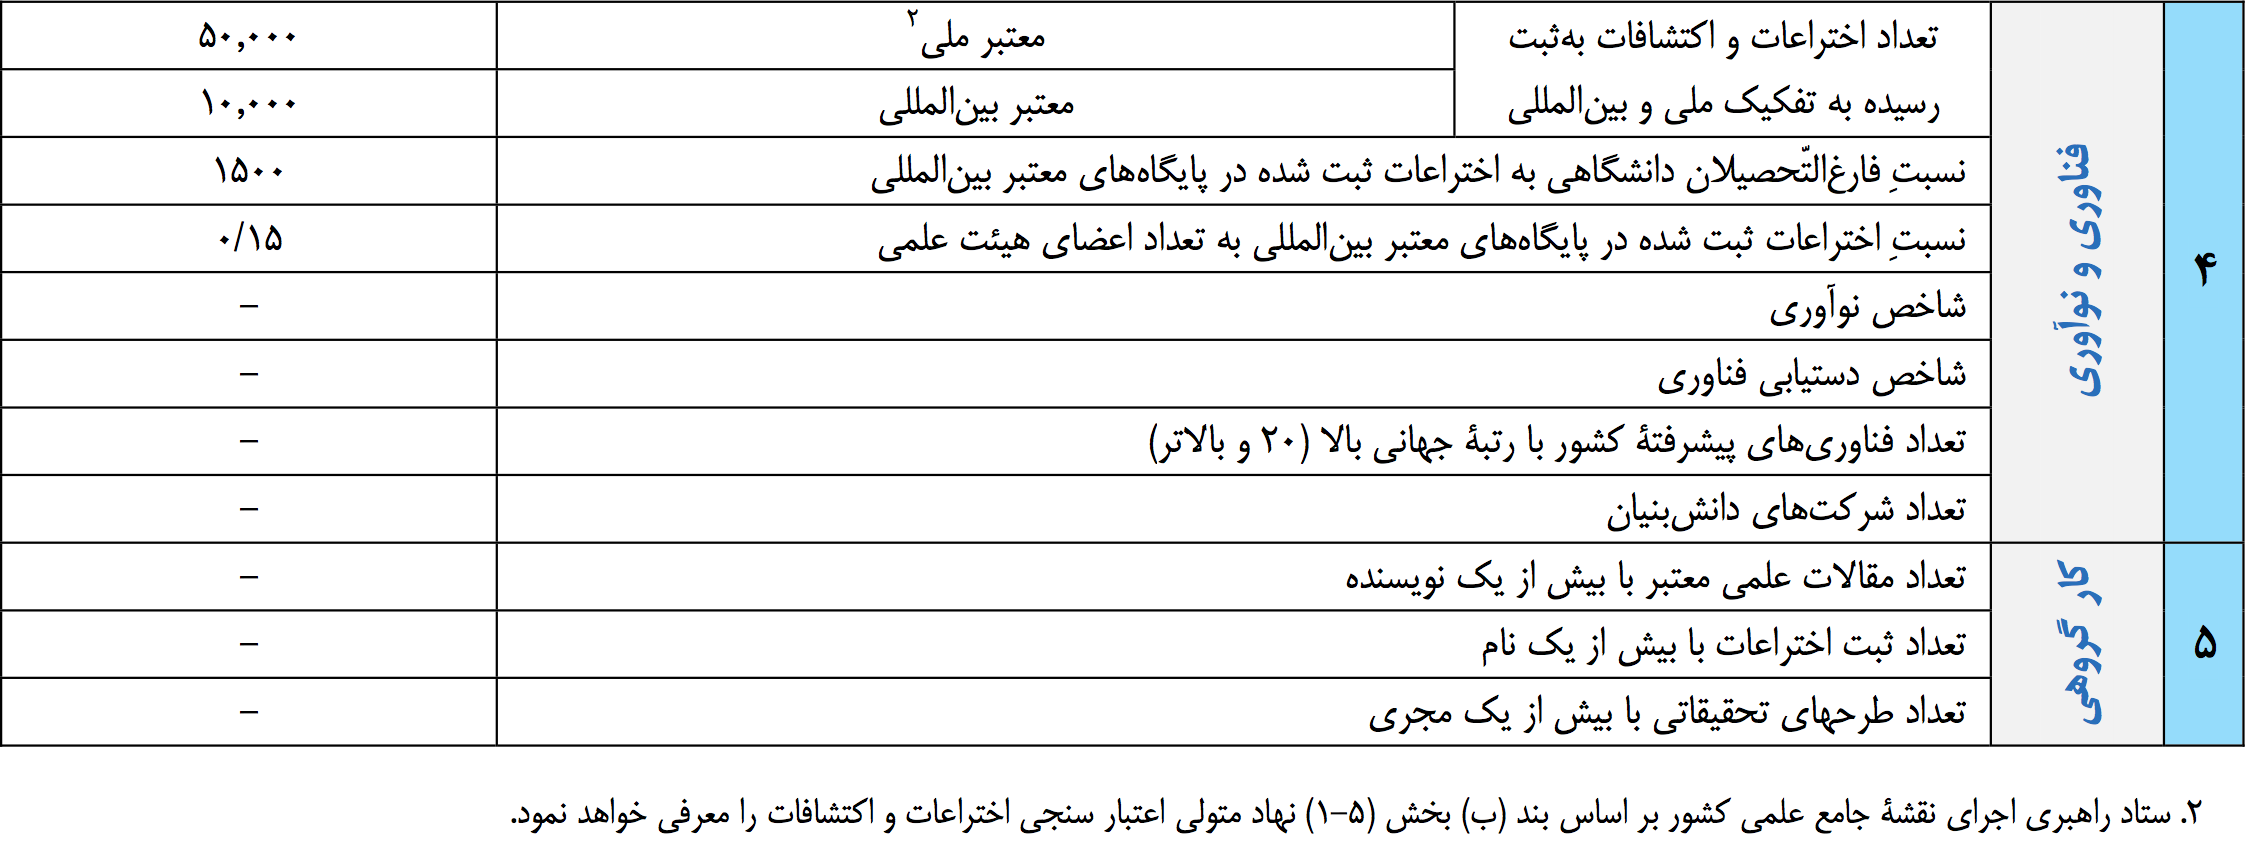 ۴
فناوری و نوآوری
تعداد اختراعات و اکتشافات به‌ثبت
رسیده به تفکیک ملی و بین‌المللی
معتبر ملی۲
۵۰,۰۰۰
معتبر بین‌المللی
۱۰,۰۰۰
نسبتِ فارغ‌التّحصیلان دانشگاهی به اختراعات ثبت شده در پایگاه‌های معتبر بین‌المللی
۱۵۰۰
نسبتِ اختراعات ثبت شده در پایگاه‌های معتبر بین‌المللی به تعداد اعضای هیئت علمی
۰/۱۵
شاخص نوآوری
–
شاخص دستیابی فناوری
–
تعداد فناوری‌های پیشرفتهٔ کشور با رتبهٔ جهانی بالا (۲۰ و بالاتر)
–
تعداد شرکت‌های دانش‌بنیان
–
۵
کار گروهی
تعداد مقالات علمی معتبر با بیش از یک نویسنده
–
تعداد ثبت اختراعات با بیش از یک نام
–
تعداد طرحهای تحقیقاتی با بیش از یک مجری
–
۲. ستاد راهبری اجرای نقشهٔ جامع علمی کشور بر اساس بند (ب) بخش (۵–۱) نهاد متولی اعتبار سنجی اختراعات و اکتشافات را معرفی خواهد نمود.